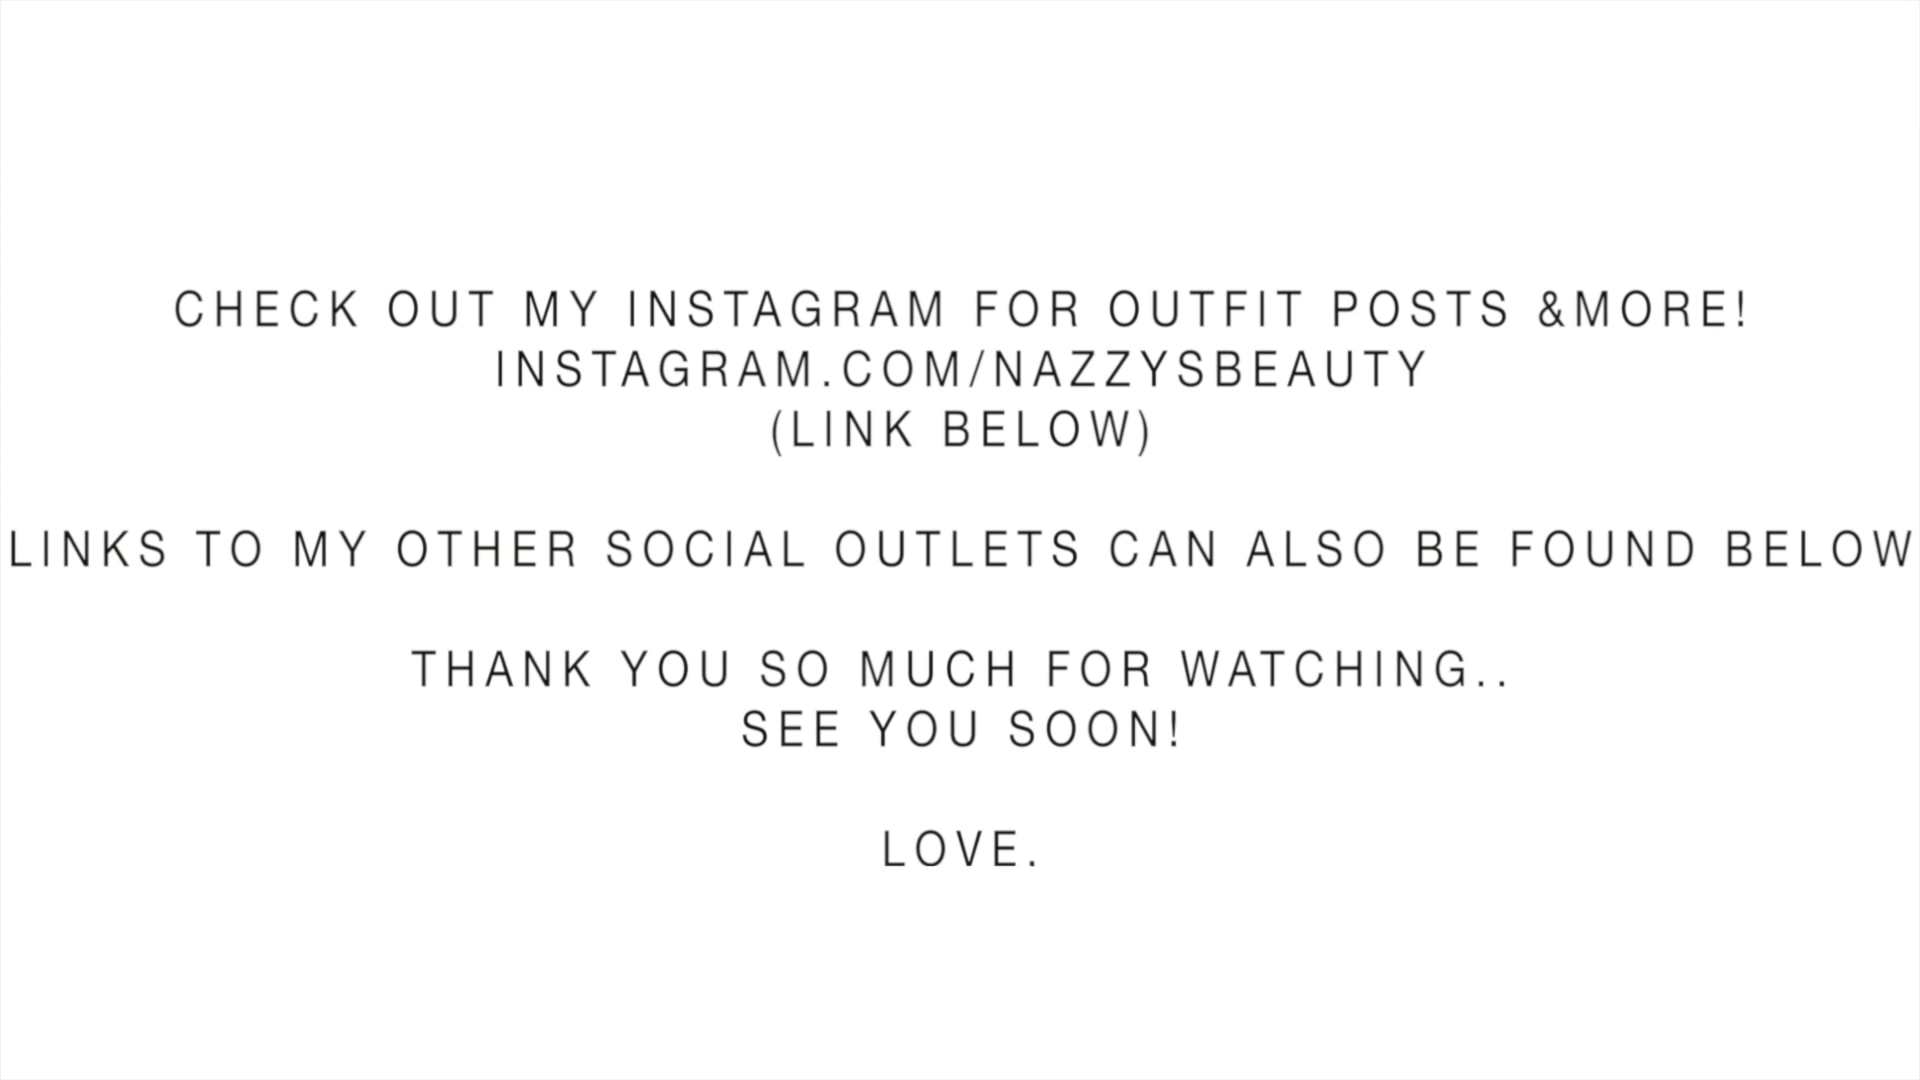 CHECK OUT MY INSTAGRAM FOR OUTFIT POSTS &MORE!
INSTAGRAM.COM/NAZZYSBEAUTY
(LINK BELOW)
LINKS TO MY OTHER SOCIAL OUTLETS CAN ALSO BE FOUND BELOW
THANK YOU SO MUCH FOR WATCHING..
SEE YOU SOON!
LOVE.